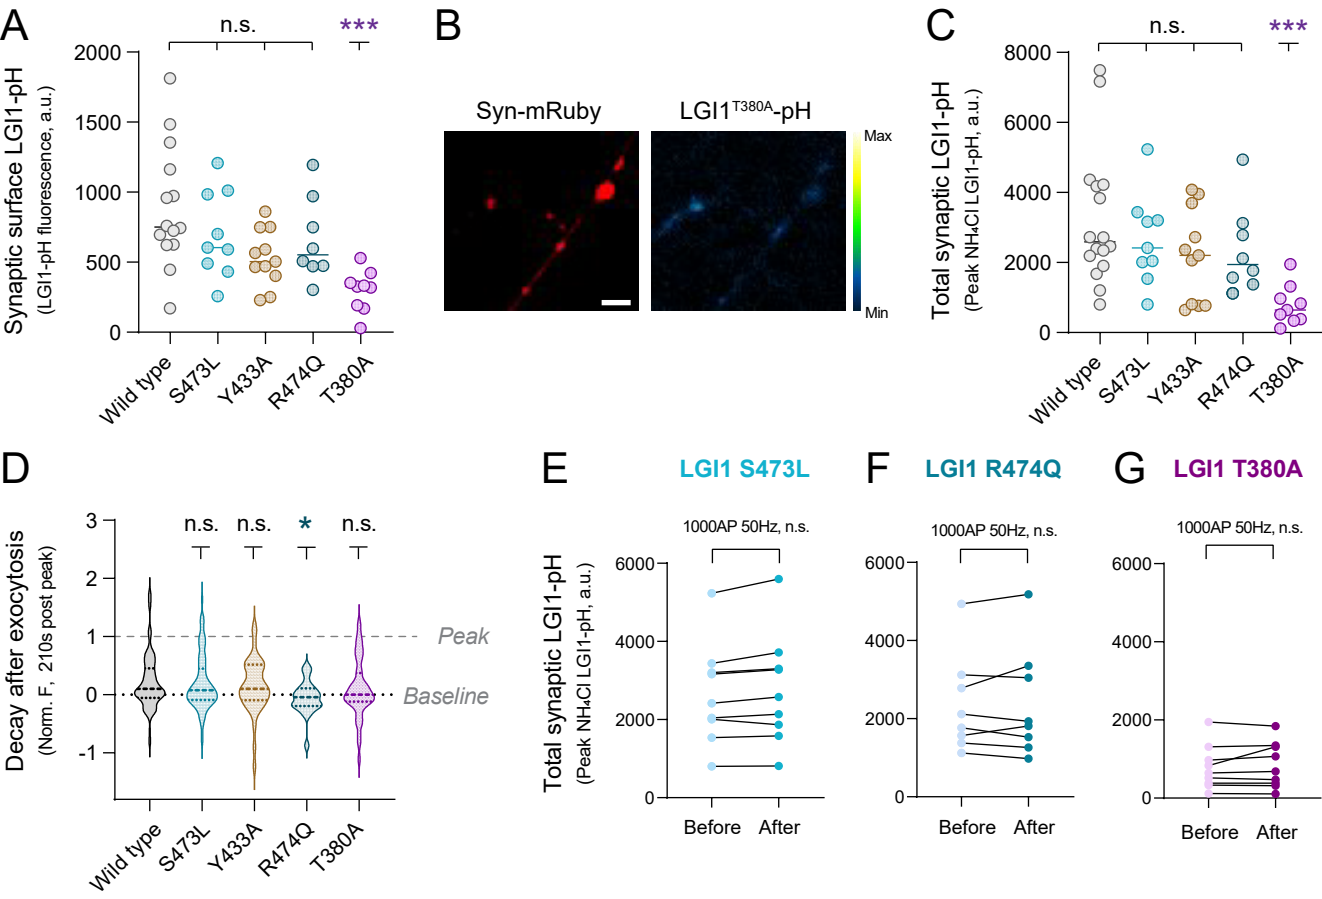 A
n.s.
***
Synaptic surface LGI1-pH
(LGI1-pH fluorescence, a.u.)
2000
1500
1000
500
0
Wild type
S473L
Y433A
R474Q
T380A
B
Syn-mRuby
LGI1T380A-pH
Max
Min
C
n.s.
***
Total synaptic LGI1-pH
(Peak NH4Cl LGI1-pH, a.u.)
8000
6000
4000
2000
0
Wild type
S473L
Y433A
R474Q
T380A
D
Decay after exocytosis
(Norm. F, 210s post peak)
n.s.
n.s.
*
n.s.
3
2
1
0
-1
Peak
Baseline
Wild type
S473L
Y433A
R474Q
T380A
E
LGI1 S473L
1000AP 50Hz, n.s.
Total synaptic LGI1-pH
(Peak NH4Cl LGI1-pH, a.u.)
6000
4000
2000
0
Before
After
F
LGI1 R474Q
1000AP 50Hz, n.s.
6000
4000
2000
0
Before
After
G
LGI1 T380A
1000AP 50Hz, n.s.
6000
4000
2000
0
Before
After